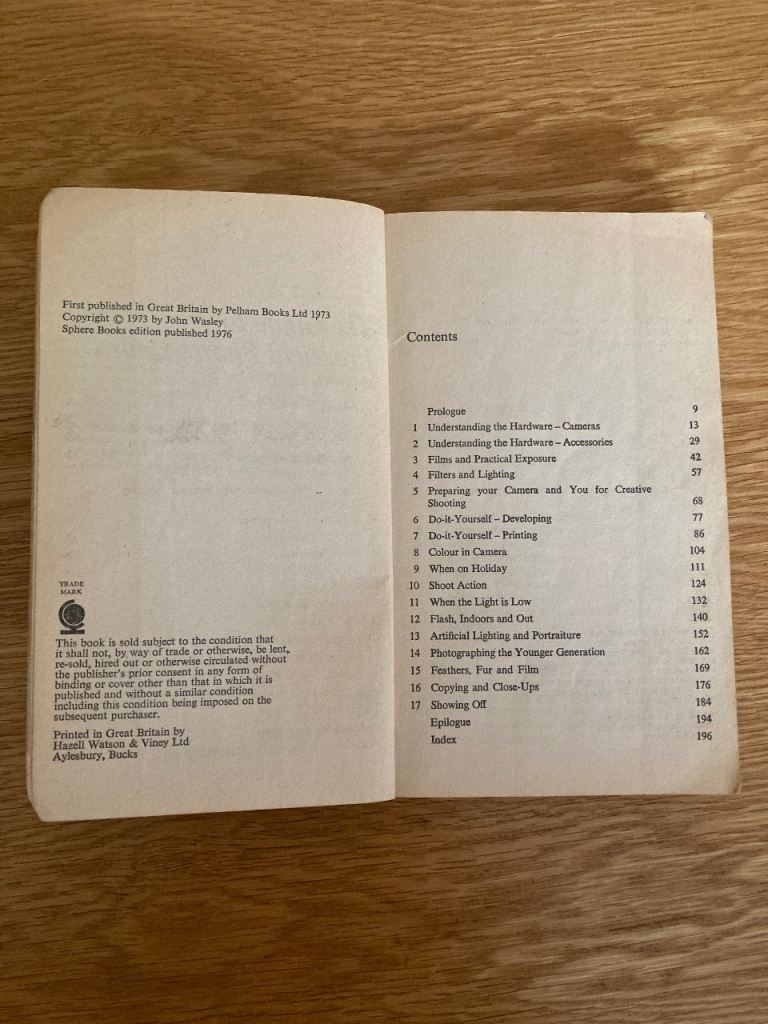 First published in Great Britain by Pelham Books Ltd 1973
Copyright © 1973 by John Wasley
Sphere Books edition published 1976
TRADE
MARK
This book is sold subject to the condition that
it shall not, by way of trade or otherwise, be lent,
re-sold, hired out or otherwise circulated without
the publisher's prior consent in any form of
binding or cover other than that in which it is
published and without a similar condition
including this condition being imposed on the
subsequent purchaser.
Printed in Great Britain by
Hazell Watson & Viney Ltd
Aylesbury, Bucks
Contents
Prologue 9
1 Understanding the Hardware – Cameras 13
2 Understanding the Hardware – Accessories 29
3 Films and Practical Exposure 42
4 Filters and Lighting 57
5 Preparing your Camera and You for Creative
Shooting 68
6 Do-it-Yourself – Developing 77
7 Do-it-Yourself – Printing 86
8 Colour in Camera 104
9 When on Holiday 111
10 Shoot Action 124
11 When the Light is Low 132
12 Flash, Indoors and Out 140
13 Artificial Lighting and Portraiture 152
14 Photographing the Younger Generation 162
15 Feathers, Fur and Film 169
16 Copying and Close-Ups 176
17 Showing Off 184
Epilogue 194
Index 196